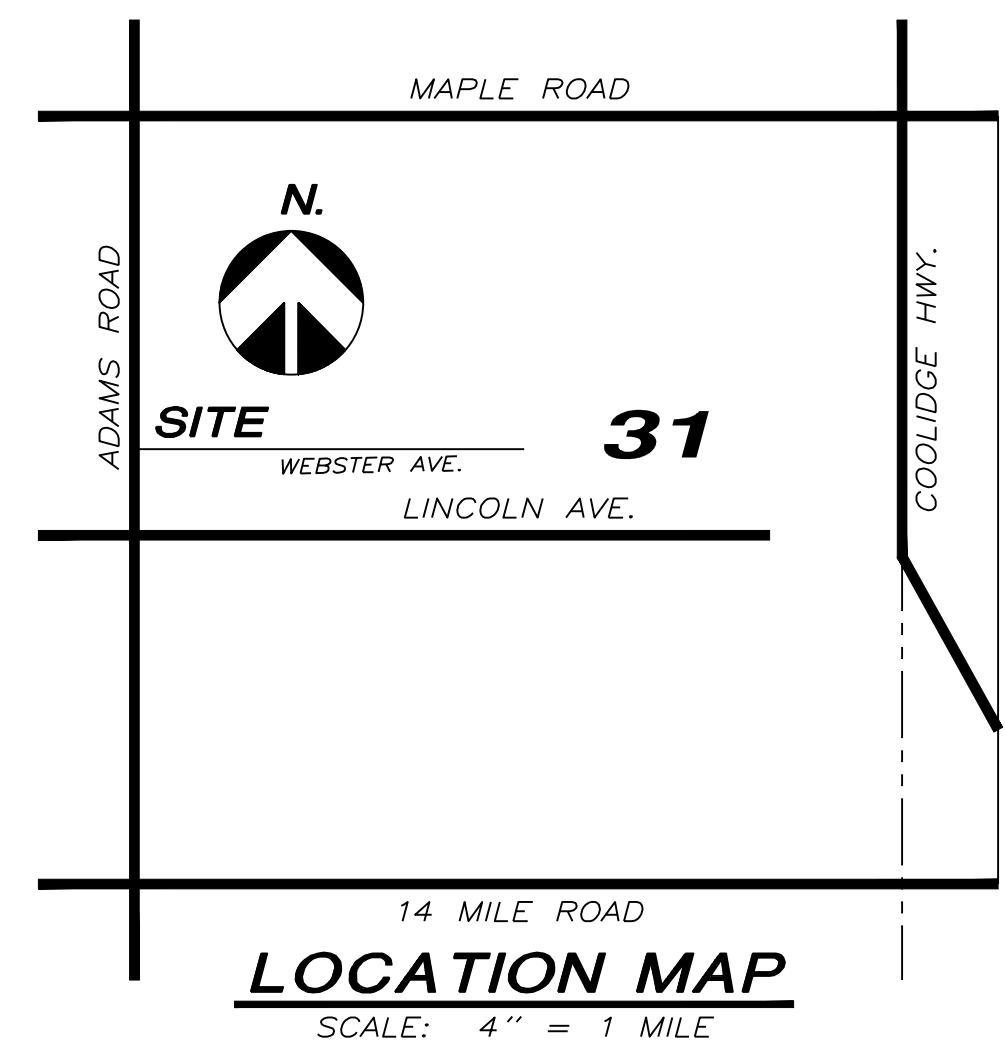 MAPLE ROAD
N.
ADAMS ROAD
COOLIDGE HWY.
SITE
31
WEBSTER AVE.
LINCOLN AVE.
14 MILE ROAD
LOCATION MAP
SCALE: 4" = 1 MILE